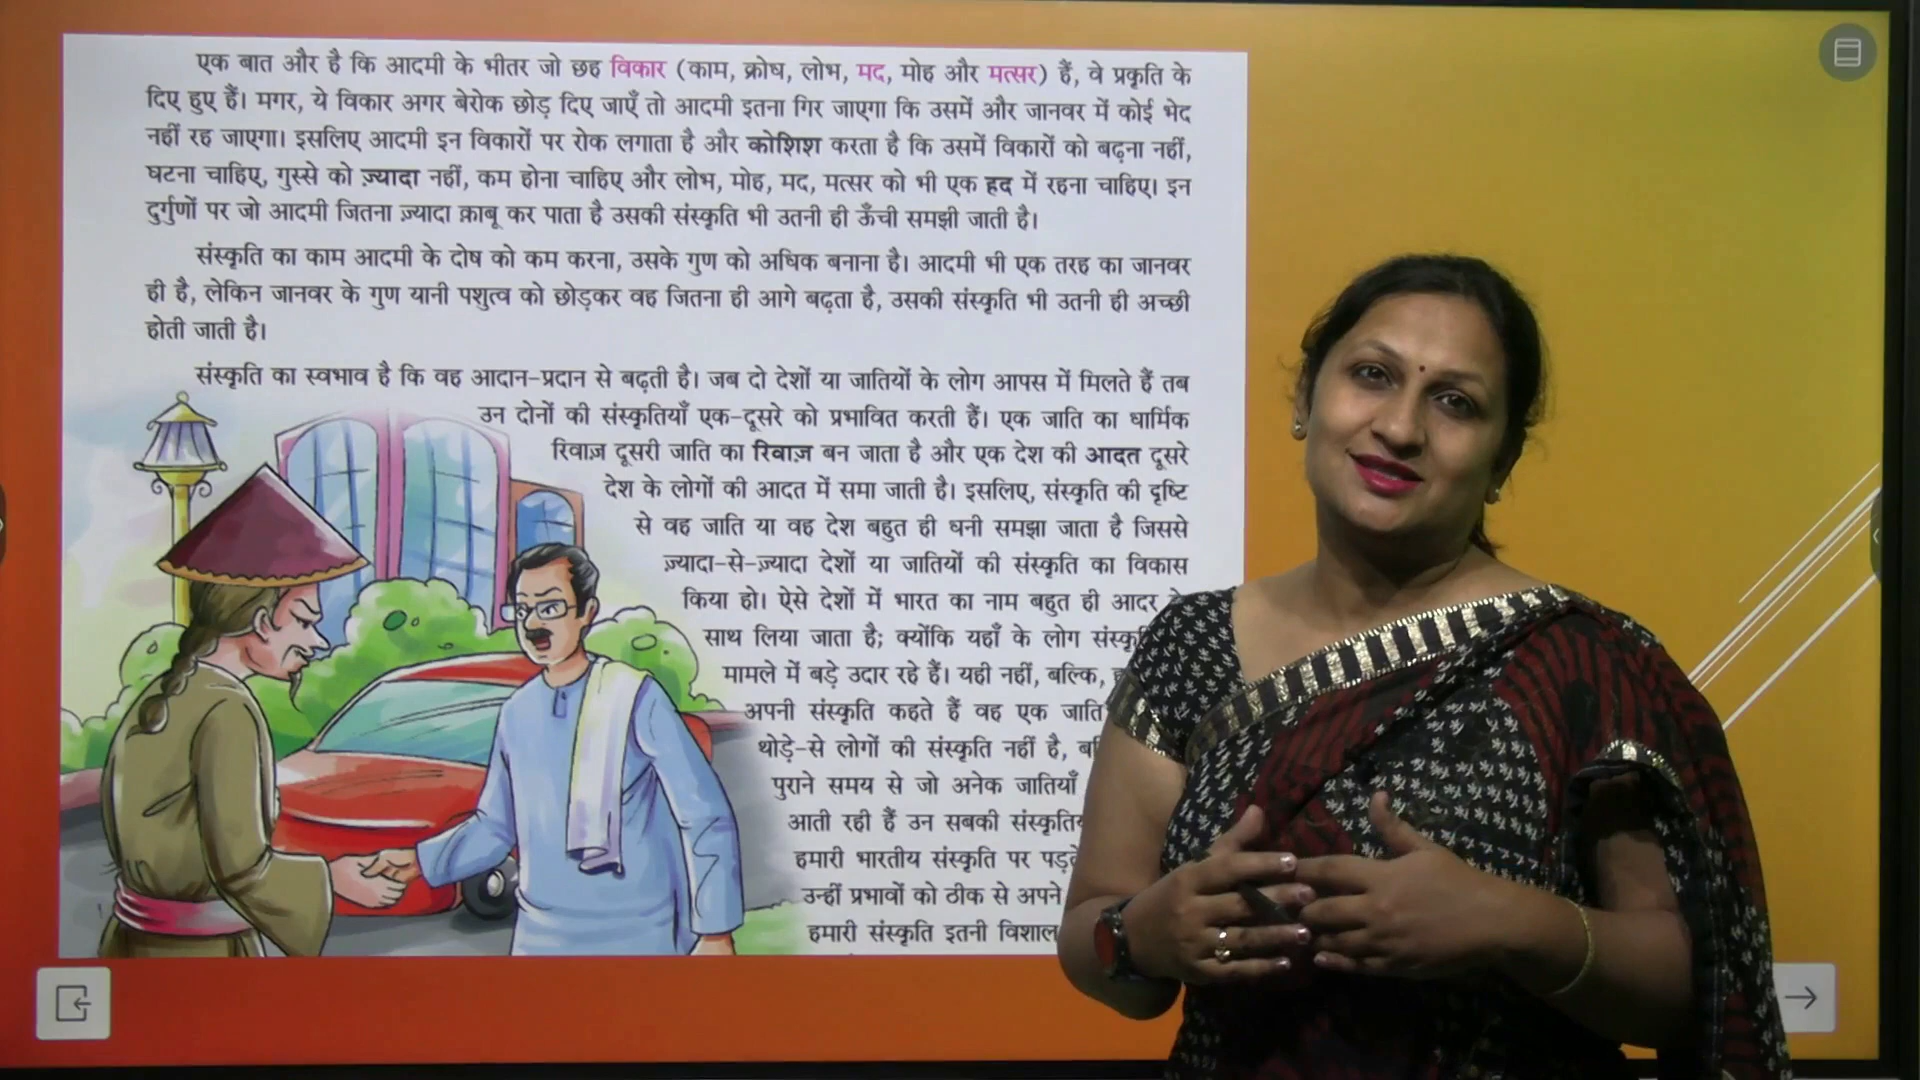 एक बात और है कि आदमी के भीतर जो छह विकार (काम, क्रोध, लोभ, मद, मोह और मत्सर) हैं, वे प्रकृति के
दिए हुए हैं। मगर, ये विकार अगर बेरोक छोड़ दिए जाएँ तो आदमी इतना गिर जाएगा कि उसमें और जानवर में कोई भेद
नहीं रह जाएगा। इसलिए आदमी इन विकारों पर रोक लगाता है और कोशिश करता है कि उसमें विकारों को बढ़ना नहीं,
घटना चाहिए, गुस्से को ज़्यादा नहीं, कम होना चाहिए और लोभ, मोह, मद, मत्सर को भी एक हद में रहना चाहिए। इन
दुर्गुणों पर जो आदमी जितना ज़्यादा क़ाबू कर पाता है उसकी संस्कृति भी उतनी ही ऊँची समझी जाती है।
संस्कृति का काम आदमी के दोष को कम करना, उसके गुण को अधिक बनाना है। आदमी भी एक तरह का जानवर
ही है, लेकिन जानवर के गुण यानी पशुत्व को छोड़कर वह जितना ही आगे बढ़ता है, उसकी संस्कृति भी उतनी ही अच्छी
होती जाती है।
संस्कृति का स्वभाव है कि वह आदान-प्रदान से बढ़ती है। जब दो देशों या जातियों के लोग आपस में मिलते हैं तब
उन दोनों की संस्कृतियाँ एक-दूसरे को प्रभावित करती हैं। एक जाति का धार्मिक
रिवाज़ दूसरी जाति का रिवाज़ बन जाता है और एक देश की आदत दूसरे
देश के लोगों की आदत में समा जाती है। इसलिए, संस्कृति की दृष्टि
से वह जाति या वह देश बहुत ही धनी समझा जाता है जिससे
ज़्यादा-से-ज़्यादा देशों या जातियों की संस्कृति का विकास
किया हो। ऐसे देशों में भारत का नाम बहुत ही आदर
साथ लिया जाता है; क्योंकि यहाँ के लोग
मामले में बड़े उदार रहे हैं। यही नहीं, बल्कि,
अपनी संस्कृति कहते हैं वह एक जाति
थोड़े-से लोगों की संस्कृति नहीं है,
पुराने समय से जो अनेक जातियाँ
आती रही हैं उन सबकी
हमारी भारतीय संस्कृति पर
उन्हीं प्रभावों को ठीक से अपने
हमारी संस्कृति इतनी विशाल